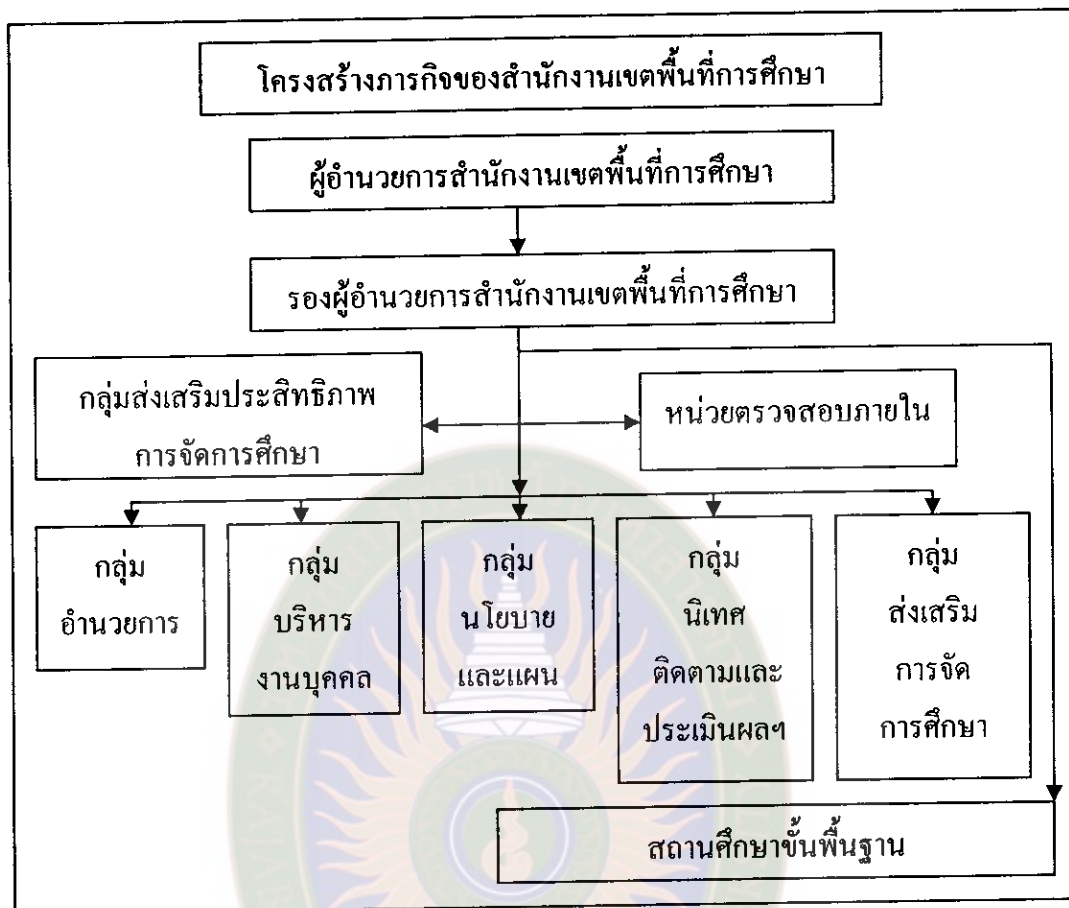 โครงสร้างภารกิจของสำนักงานเขตพื้นที่การศึกษา
ผู้อำนวยการสำนักงานเขตพื้นที่การศึกษา
รองผู้อำนวยการสำนักงานเขตพื้นที่การศึกษา
กลุ่มส่งเสริมประสิทธิภาพ
การจัดการศึกษา
หน่วยตรวจสอบภายใน
กลุ่ม
อำนวยการ
กลุ่ม
บริหาร
งานบุคคล
กลุ่ม
นโยบาย
และแผน
กลุ่ม
นิเทศ
ติดตามและ
ประเมินผลฯ
กลุ่ม
ส่งเสริม
การจัด
การศึกษา
สถานศึกษาขั้นพื้นฐาน